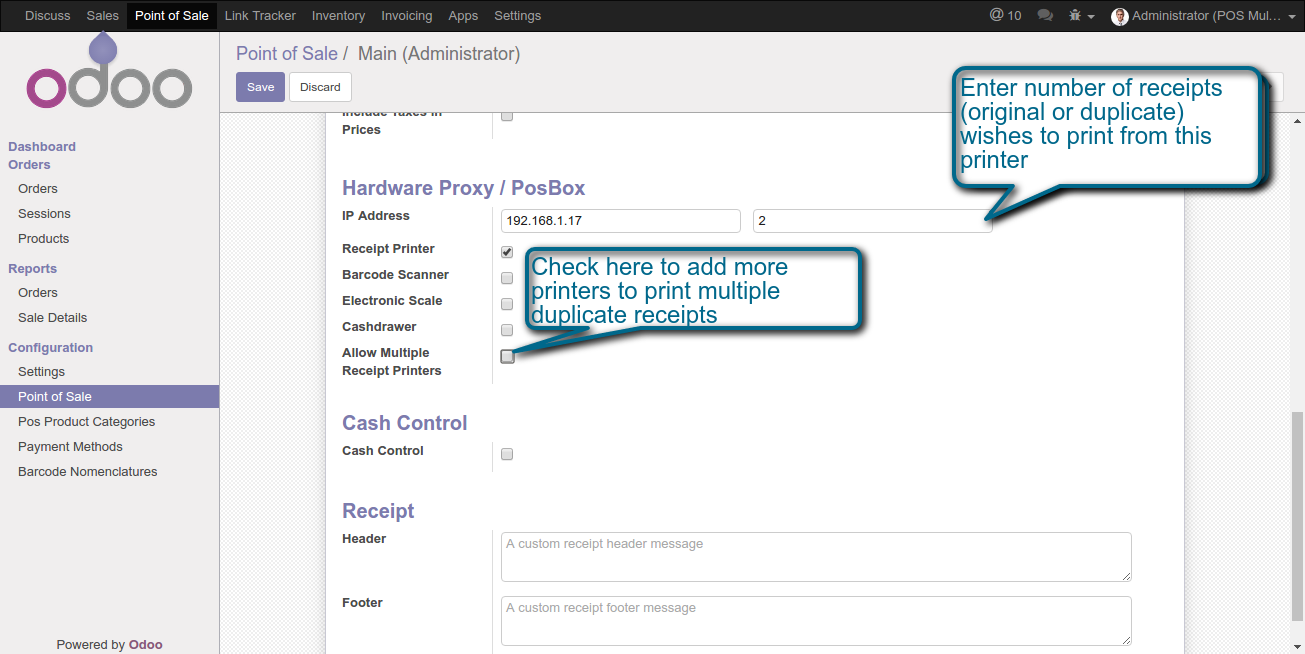 Discuss Sales Point of Sale Link Tracker Inventory Invoicing Apps Settings @ 10 Administrator (POS Mul...
odoo
Point of Sale / Main (Administrator)
Save Discard
Dashboard
Orders
Orders
Sessions
Products
Reports
Orders
Sale Details
Configuration
Settings
Point of Sale
Pos Product Categories
Payment Methods
Barcode Nomenclatures
Powered by Odoo
Include Taxes in
Prices
Enter number of receipts
(original or duplicate)
wishes to print from this
printer
Hardware Proxy / PosBox
IP Address 192.168.1.17 2
Receipt Printer
Barcode Scanner
Electronic Scale
Cashdrawer
Allow Multiple
Receipt Printers
Check here to add more
printers to print multiple
duplicate receipts
Cash Control
Cash Control
Receipt
Header A custom receipt header message
Footer A custom receipt footer message